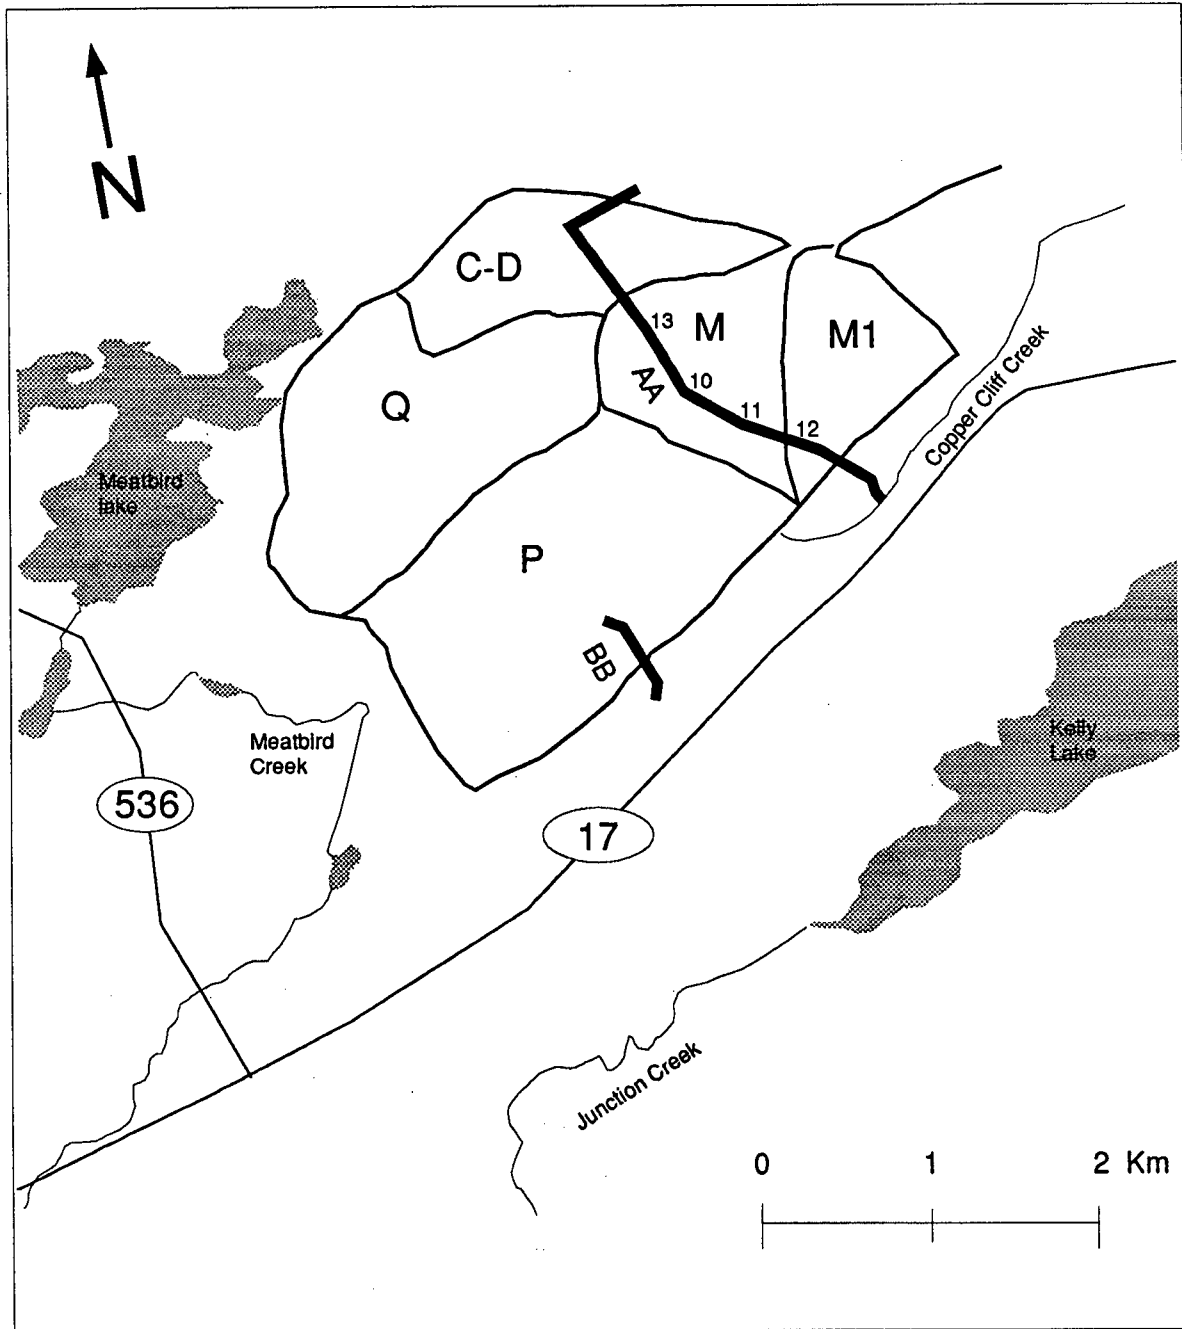 N
C-D
13
M
M1
AA
10
Q
11
12
Copper Cliff Creek
Meatbird
lake
P
BB
Meatbird
Creek
Kelly
Lake
536
17
Junction Creek
0 1 2 Km